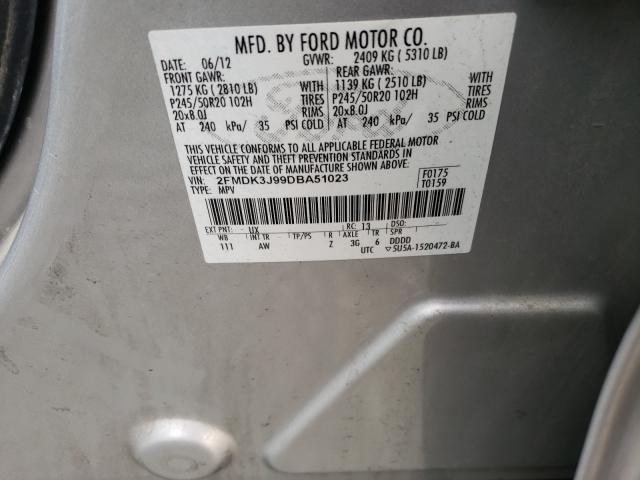 MFD. BY FORD MOTOR CO.
DATE: 06/12 GVWR: 2409 KG ( 5310 LB)
FRONT GAWR: REAR GAWR: WITH
1275 KG ( 2810 LB) WITH 1139 KG ( 2510 LB) TIRES
P245/50R20 102H TIRES P245/50R20 102H RIMS
20x8.0J RIMS 20x8.0J
AT 240 kPa/ 35 PSI COLD AT 240 kPa/ 35 PSI COLD
THIS VEHICLE CONFORMS TO ALL APPLICABLE FEDERAL MOTOR
VEHICLE SAFETY AND THEFT PREVENTION STANDARDS IN
EFFECT ON THE DATE OF MANUFACTURE SHOWN ABOVE.
VIN: 2FMDK3J99DBA51023 F0175
TYPE: MPV T0159
EXT PNT: UX RC: 13 DSO:
WB INT TR TP/PS R AXLE TR SPR
111 AW Z 3G 6 DDDD
UTC ▽5U5A-1520472-BA
Ford